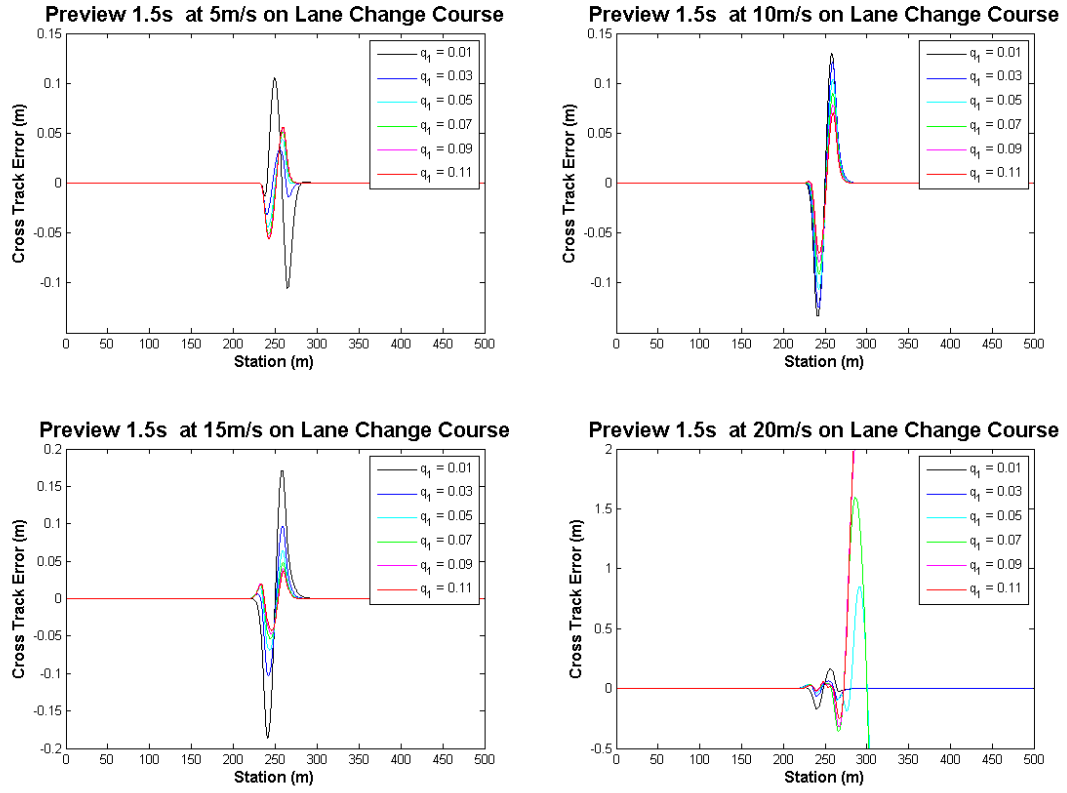 Preview 1.5s at 5m/s on Lane Change Course
0.15
0.1
0.05
0
-0.05
-0.1
Cross Track Error (m)
q1 = 0.01
q1 = 0.03
q1 = 0.05
q1 = 0.07
q1 = 0.09
q1 = 0.11
0 50 100 150 200 250 300 350 400 450 500
Station (m)
Preview 1.5s at 10m/s on Lane Change Course
0.15
0.1
0.05
0
-0.05
-0.1
Cross Track Error (m)
q1 = 0.01
q1 = 0.03
q1 = 0.05
q1 = 0.07
q1 = 0.09
q1 = 0.11
0 50 100 150 200 250 300 350 400 450 500
Station (m)
Preview 1.5s at 15m/s on Lane Change Course
0.2
0.15
0.1
0.05
0
-0.05
-0.1
-0.15
-0.2
Cross Track Error (m)
q1 = 0.01
q1 = 0.03
q1 = 0.05
q1 = 0.07
q1 = 0.09
q1 = 0.11
0 50 100 150 200 250 300 350 400 450 500
Station (m)
Preview 1.5s at 20m/s on Lane Change Course
2
1.5
1
0.5
0
-0.5
Cross Track Error (m)
q1 = 0.01
q1 = 0.03
q1 = 0.05
q1 = 0.07
q1 = 0.09
q1 = 0.11
0 50 100 150 200 250 300 350 400 450 500
Station (m)